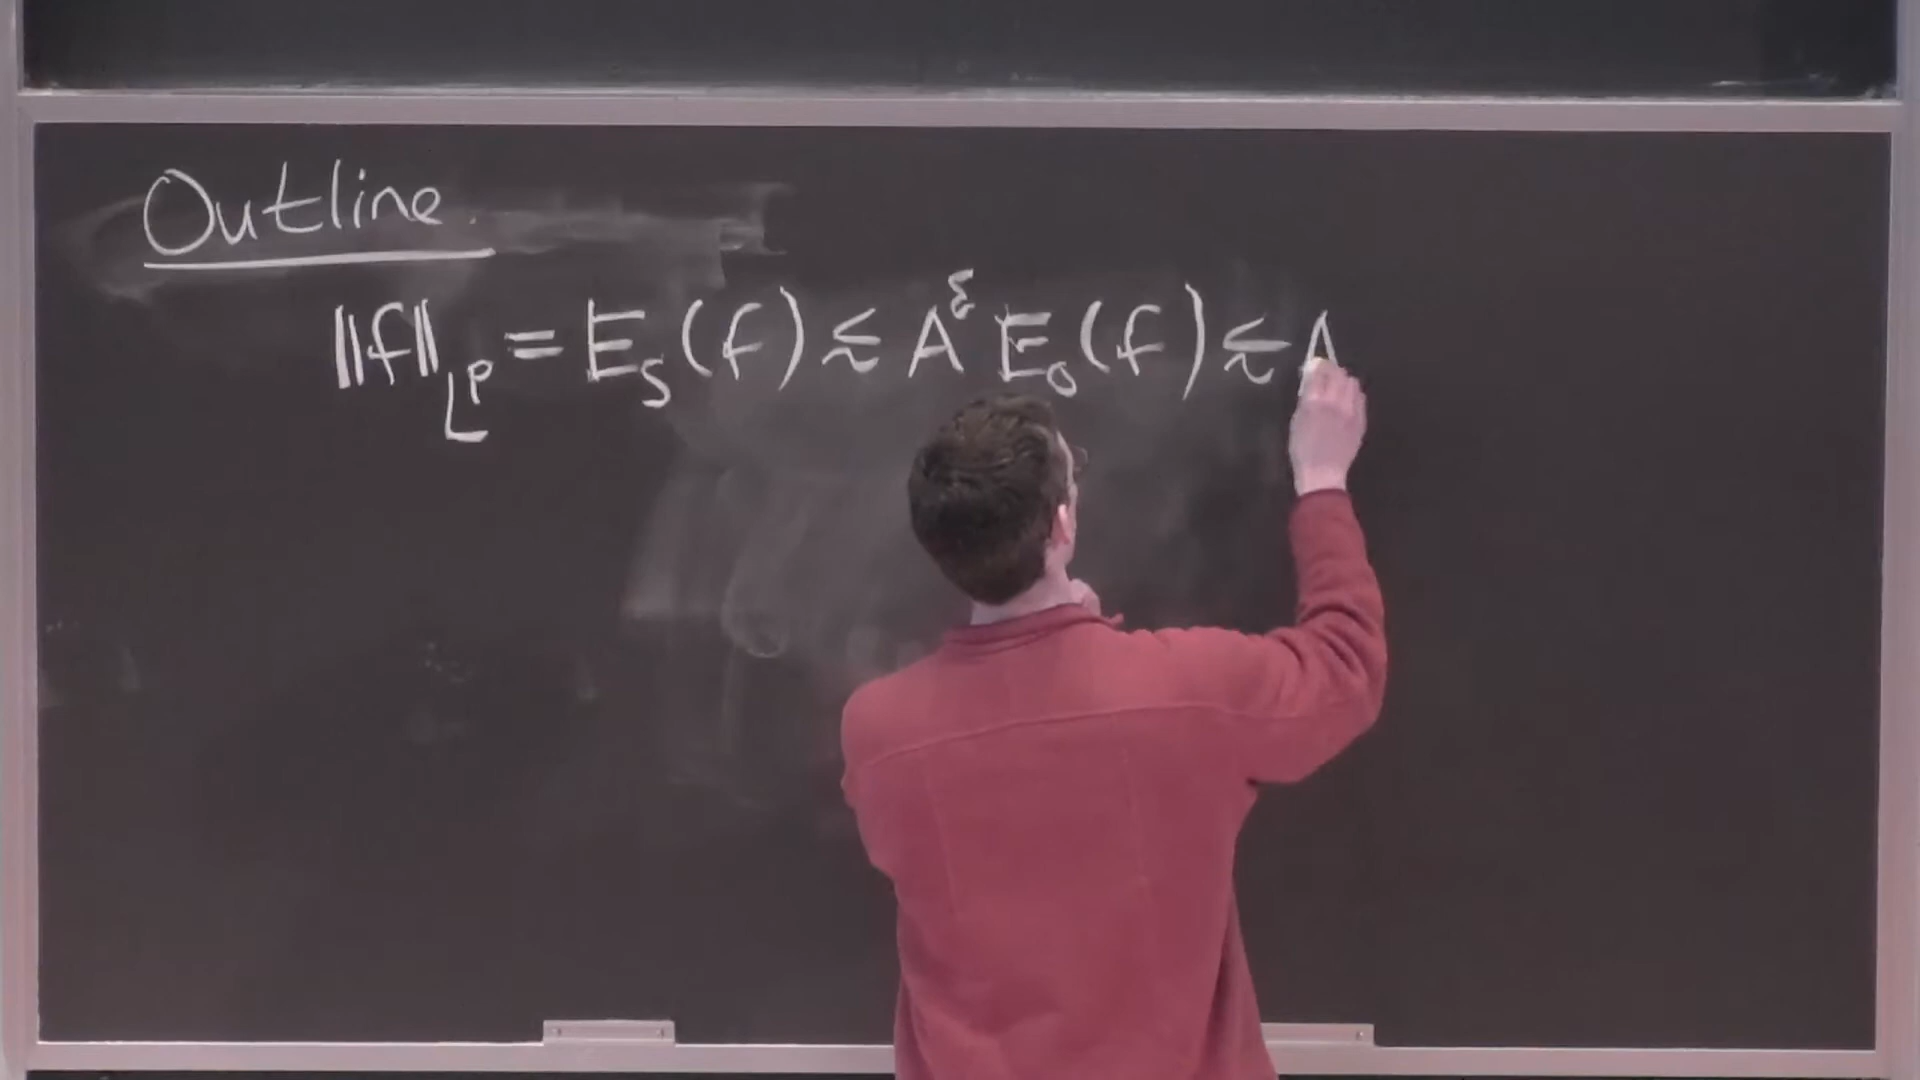 Outline.
||f||_{L^p} = E_S(f) ≲ A^ε E_0(f) ≲ A